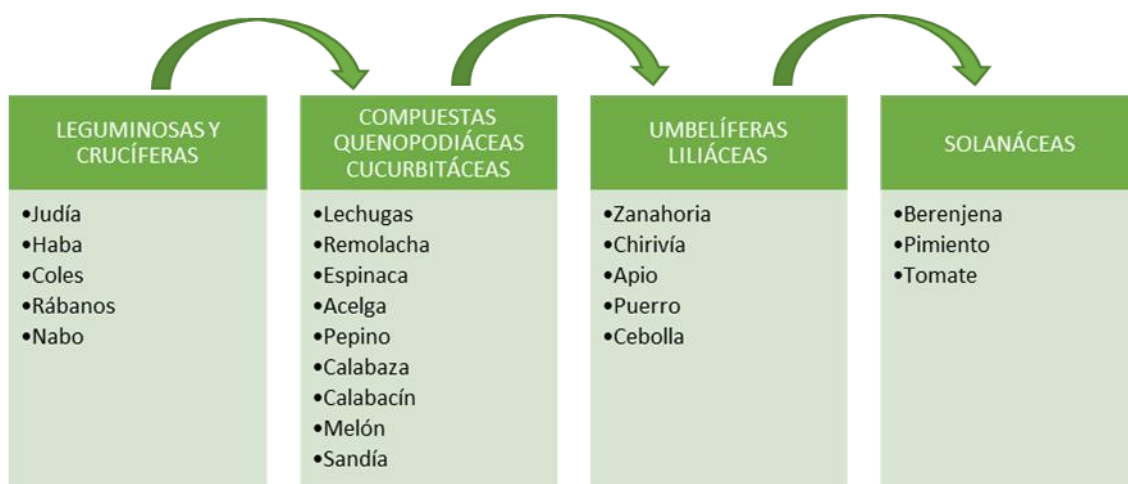 LEGUMINOSAS Y
CRUCÍFERAS
•Judía
•Haba
•Coles
•Rábanos
•Nabo
COMPUESTAS
QUENOPODIÁCEAS
CUCURBITÁCEAS
•Lechugas
•Remolacha
•Espinaca
•Acelga
•Pepino
•Calabaza
•Calabacín
•Melón
•Sandía
UMBELÍFERAS
LILIÁCEAS
•Zanahoria
•Chirivía
•Apio
•Puerro
•Cebolla
SOLANÁCEAS
•Berenjena
•Pimiento
•Tomate